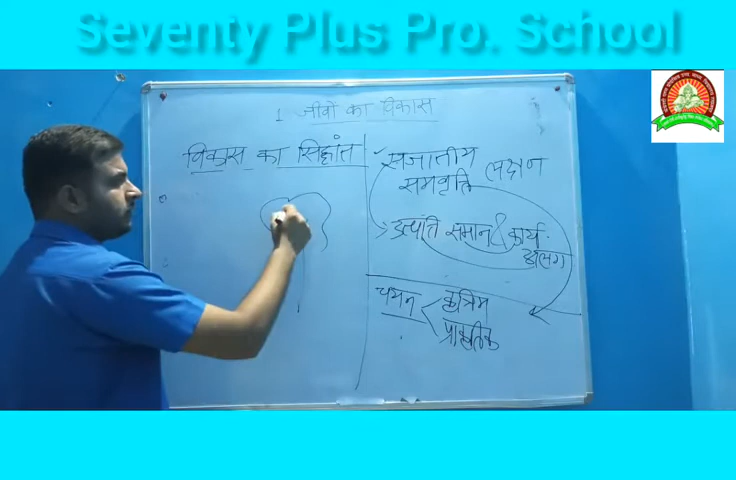 Seventy Plus Pro. School
1 जीवो का विकास
विकास का सिद्धांत
सजातीय लक्षण
समवृत्ति
उत्पत्ति समान & कार्य
अलग
चयन
कृत्रिम
प्राकृतिक